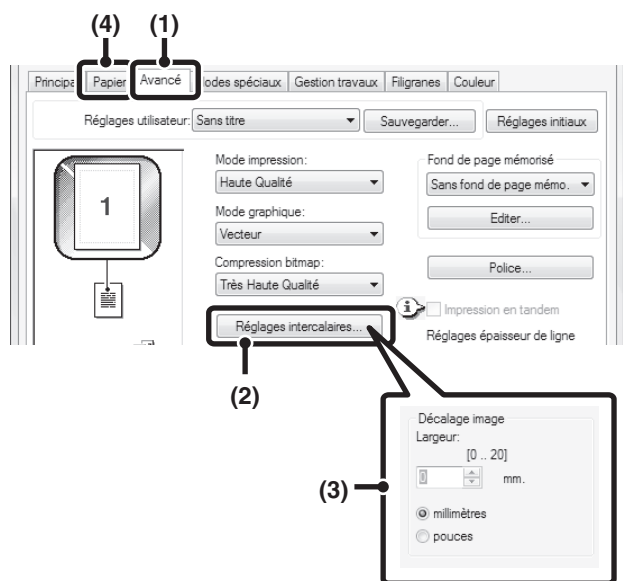 (4) (1)
Principa Papier Avancé odes spéciaux Gestion travaux Filigranes Couleur
Réglages utilisateur: Sans titre Sauvegarder... Réglages initiaux
Mode impression: Fond de page mémorisé
Haute Qualité Sans fond de page mémo.
1
Mode graphique: Editer...
Vecteur
Compression bitmap: Police...
Très Haute Qualité
Impression en tandem
Réglages intercalaires... Réglages épaisseur de ligne
(2)
Décalage image
Largeur:
[0 .. 20]
0 mm.
(3)
millimètres
pouces